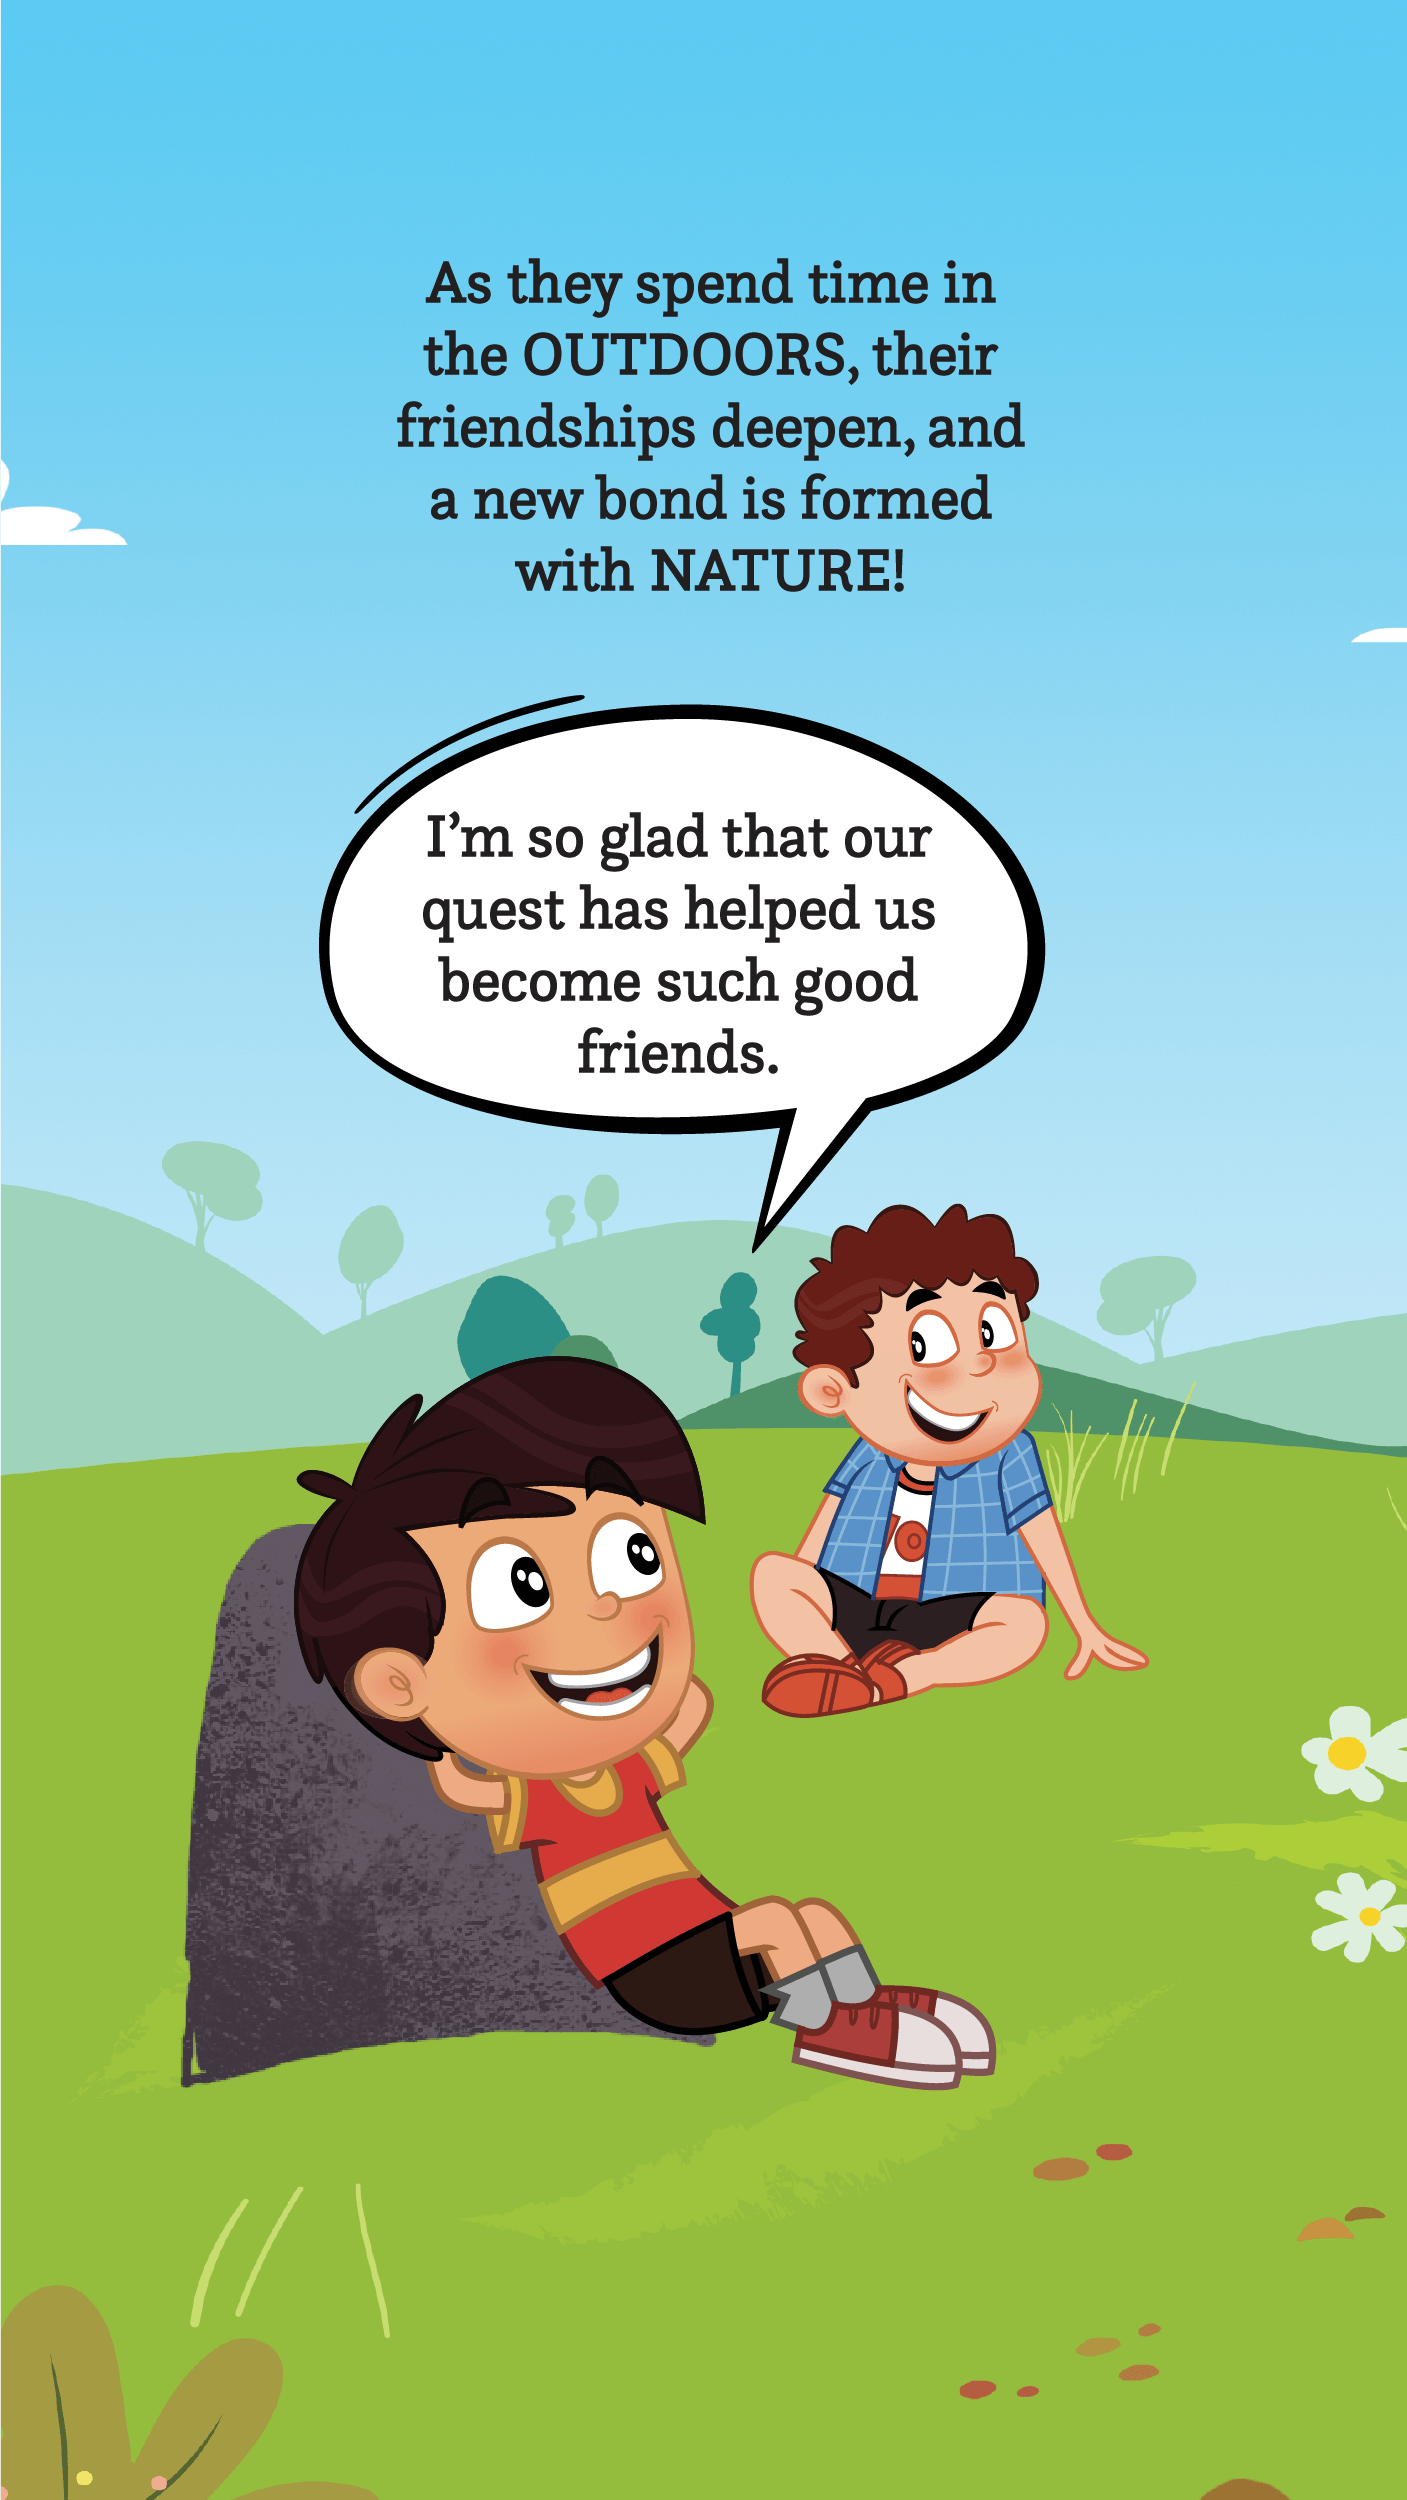 As they spend time in
the OUTDOORS, their
friendships deepen, and
a new bond is formed
with NATURE!
I’m so glad that our
quest has helped us
become such good
friends.